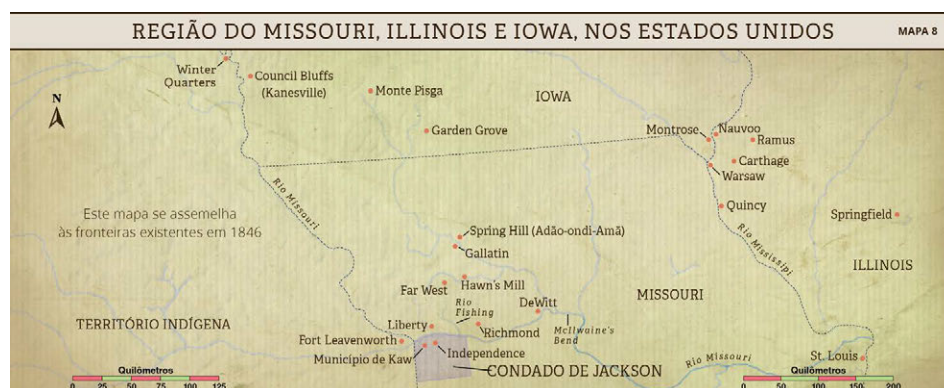 REGIÃO DO MISSOURI, ILLINOIS E IOWA, NOS ESTADOS UNIDOS
MAPA 8
Winter
Quarters
Council Bluffs
(Kanesville)
Monte Pisga
IOWA
N
Garden Grove
Montrose
Nauvoo
Ramus
Carthage
Warsaw
Rio Missouri
Quincy
Este mapa se assemelha
às fronteiras existentes em 1846
Springfield
Spring Hill (Adão-ondi-Amã)
Gallatin
Rio Mississipi
ILLINOIS
Far West
Hawn's Mill
MISSOURI
Rio
Fishing
DeWitt
TERRITÓRIO INDÍGENA
Liberty
Richmond
McIlwaine's
Bend
Fort Leavenworth
Independence
Município de Kaw
St. Louis
Rio Missouri
CONDADO DE JACKSON
Quilômetros
0 25 50 75 100 125
Quilômetros
0 50 100 150 200